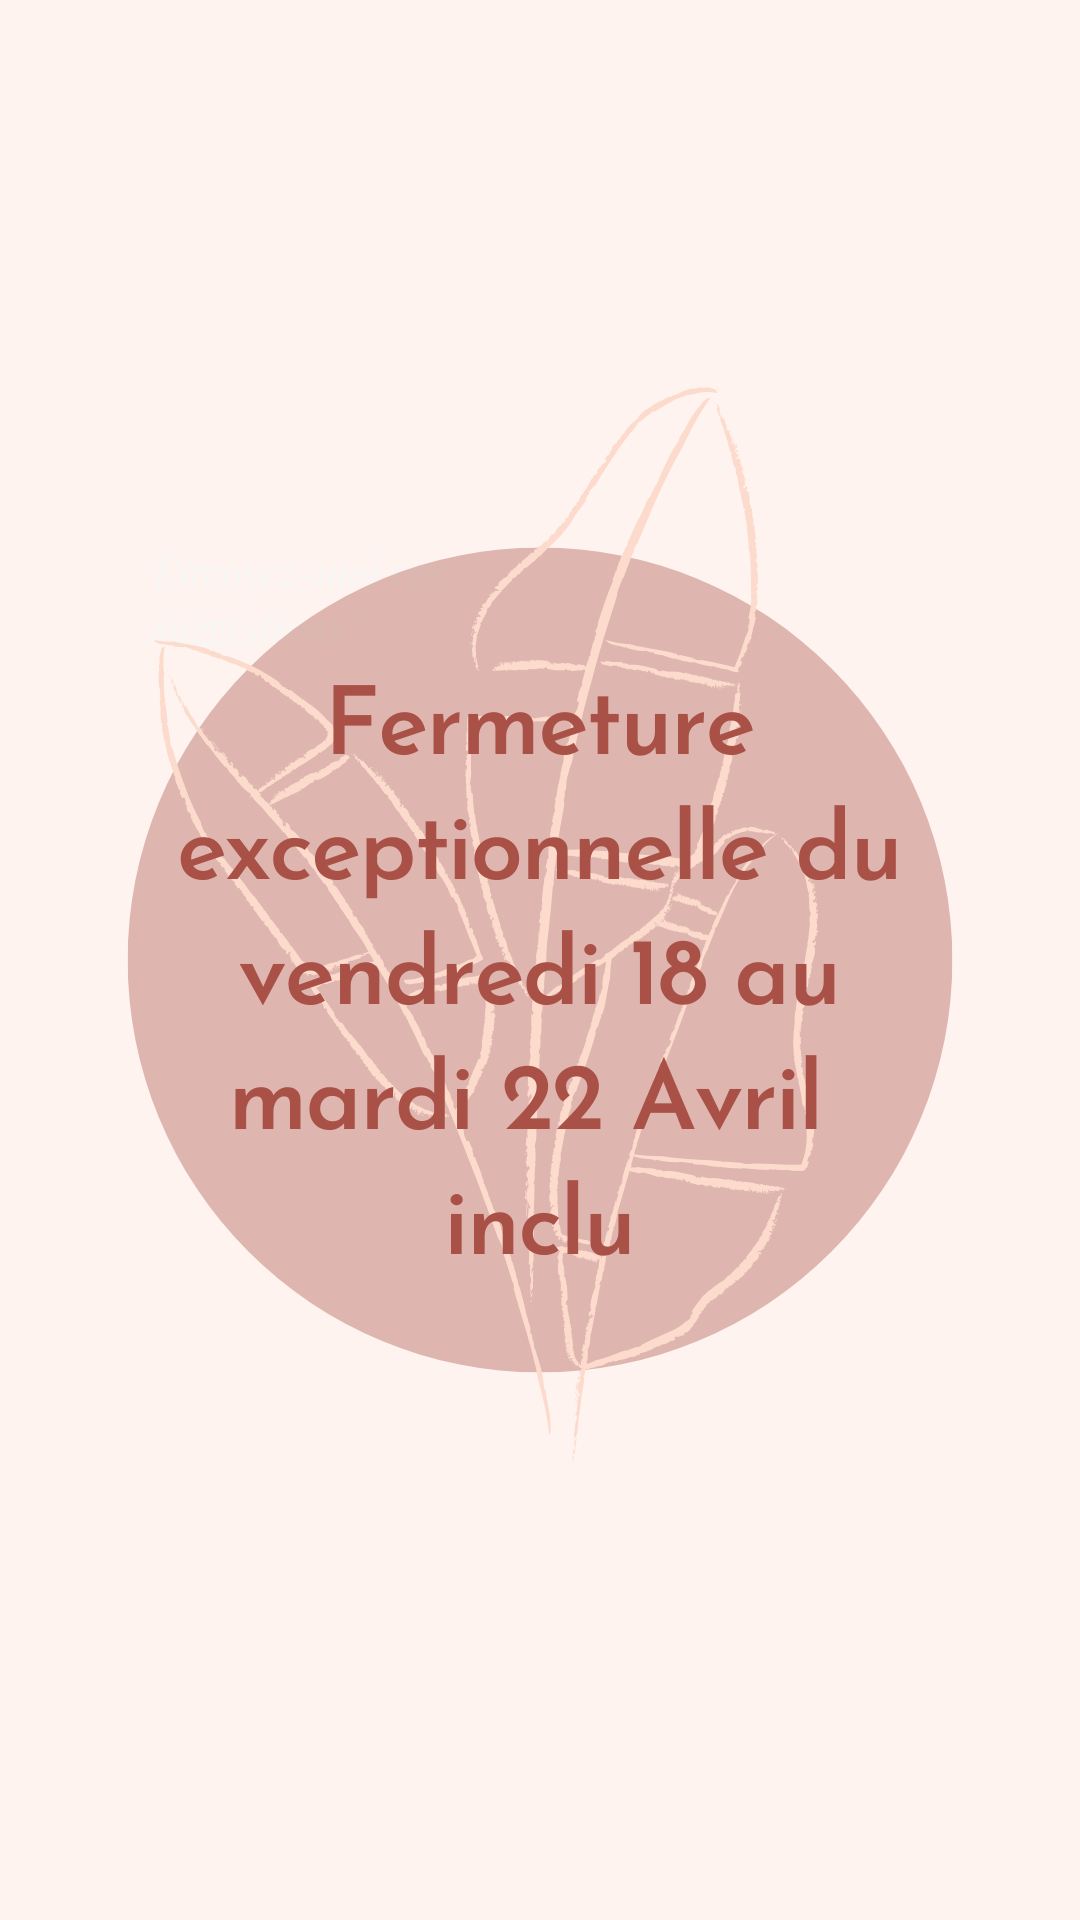 Fermeture
exceptionnelle du
vendredi 18 au
mardi 22 Avril
inclu